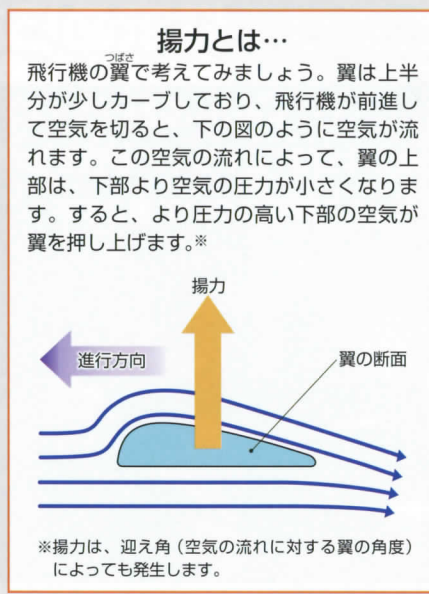 揚力とは…
つばさ
飛行機の翼で考えてみましょう。翼は上半
分が少しカーブしており、飛行機が前進し
て空気を切ると、下の図のように空気が流
れます。この空気の流れによって、翼の上
部は、下部より空気の圧力が小さくなりま
す。すると、より圧力の高い下部の空気が
翼を押し上げます。※
揚力
進行方向
翼の断面
※揚力は、迎え角（空気の流れに対する翼の角度）
によっても発生します。